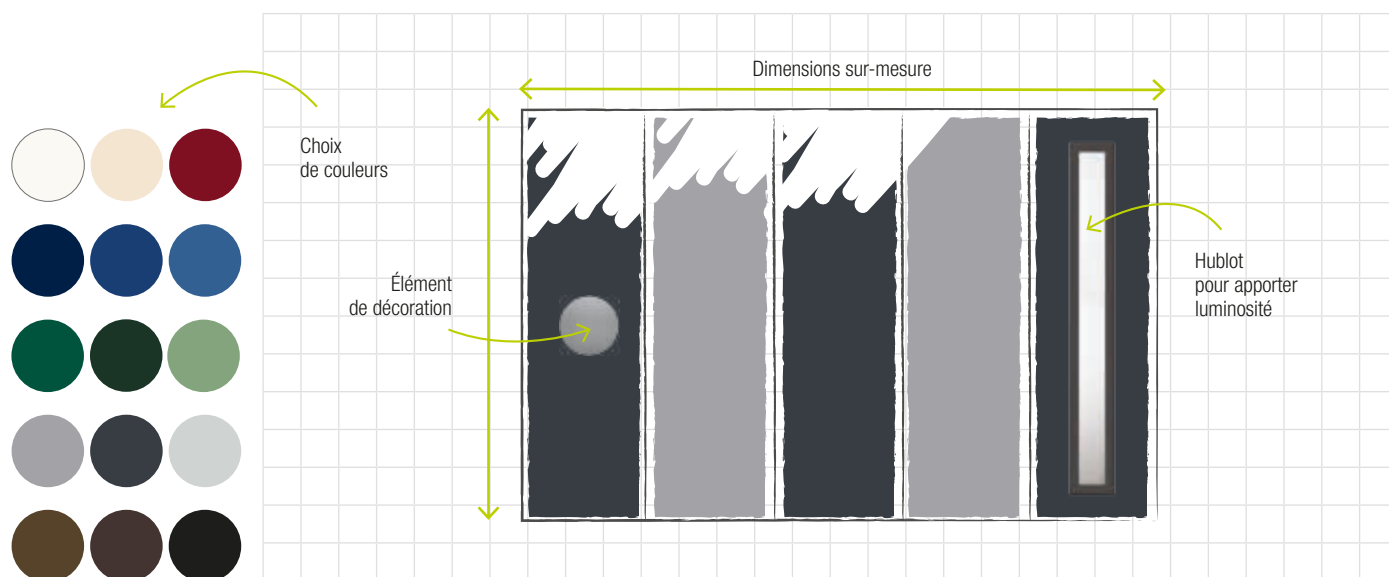 Dimensions sur-mesure
Choix
de couleurs
Élément
de décoration
Hublot
pour apporter
luminosité